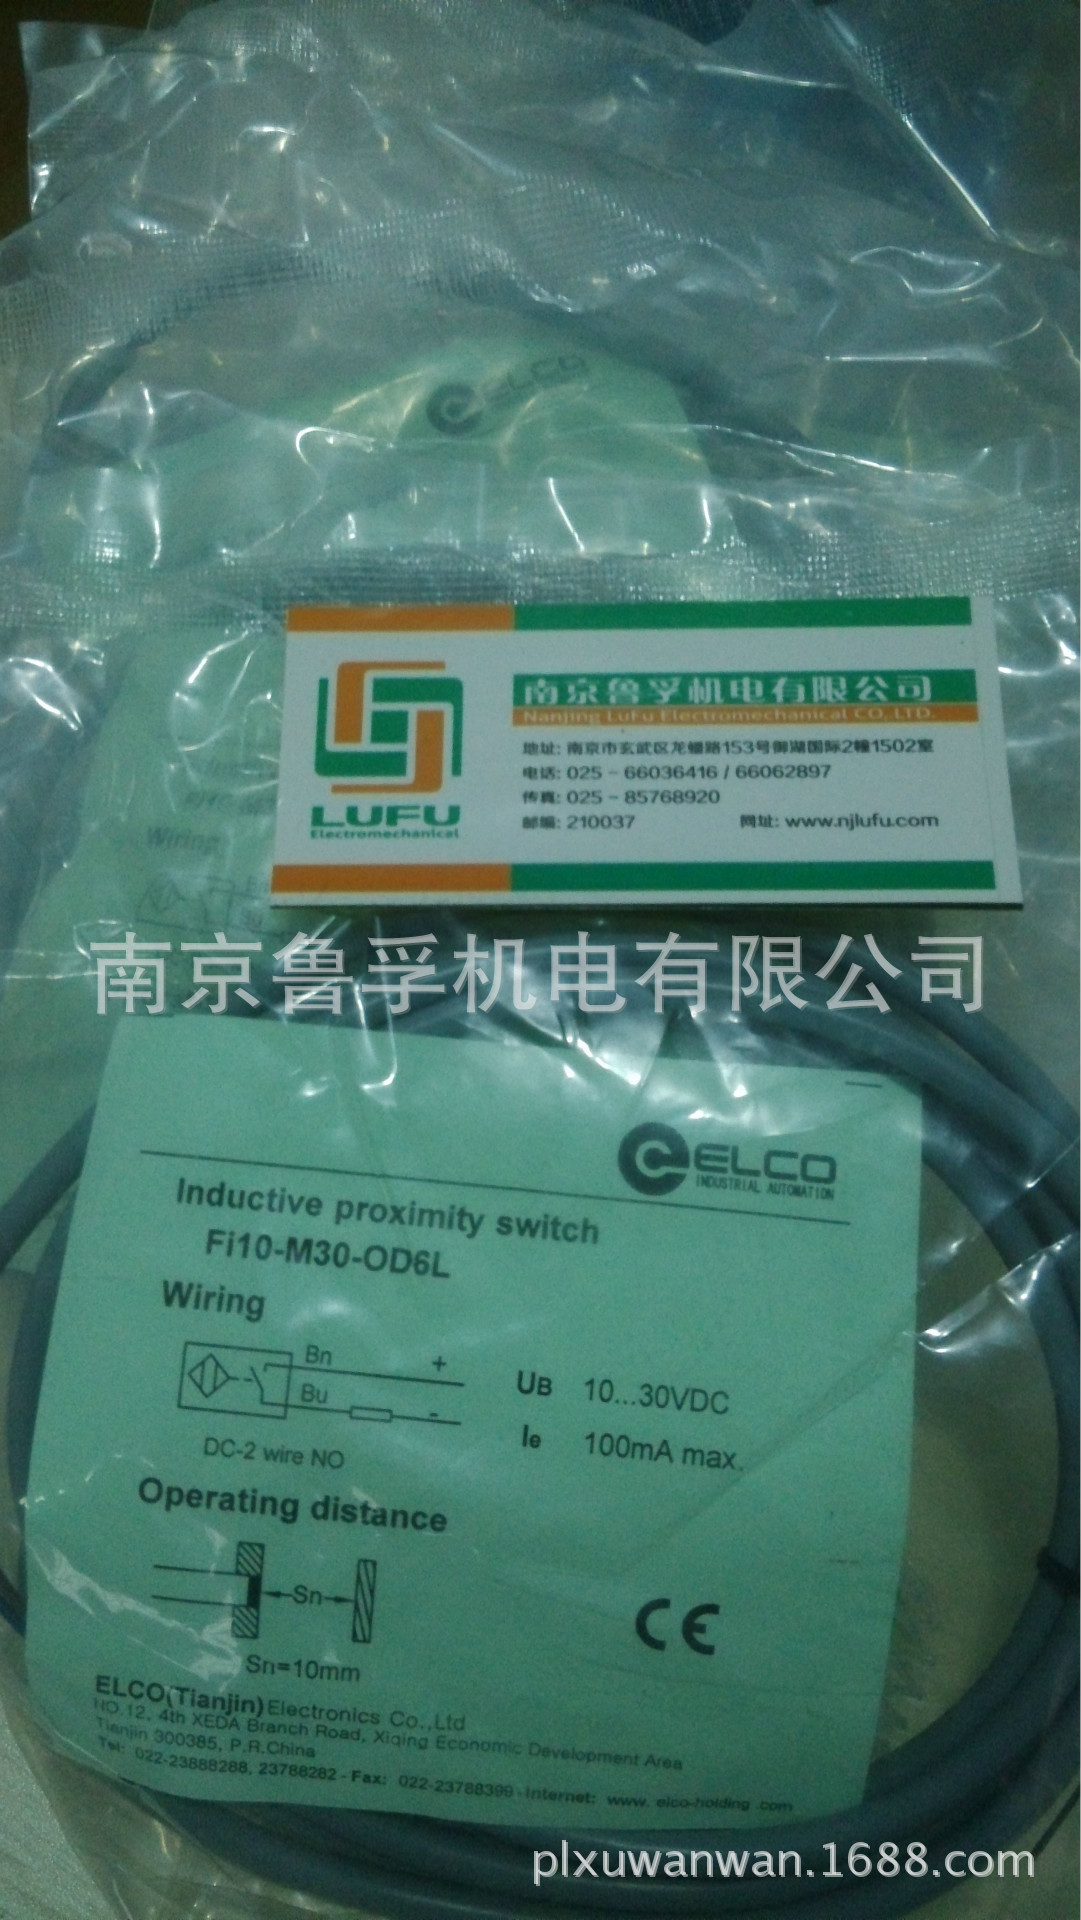 ELCO
南京鲁孚机电有限公司
Nanjing LuFu Electromechanical CO,.LTD.
地址: 南京市玄武区龙蟠路153号御湖国际2幢1502室
电话: 025 - 66036416 / 66062897
传真: 025 - 85768920
邮编: 210037 网址: www.njlufu.com
LUFU
Electromechanical
Wiring
南京鲁孚机电有限公司
ELCO
INDUSTRIAL AUTOMATION
Inductive proximity switch
Fi10-M30-OD6L
Wiring
Bn +
Bu -
DC-2 wire NO
UB 10...30VDC
Ie 100mA max.
Operating distance
Sn
Sn=10mm
CE
ELCO(Tianjin)Electronics Co.,Ltd
NO.12, 4th XEDA Branch Road, Xiqing Economic Development Area
Tianjin 300385, P.R.China
Tel: 022-23888288, 23788282 - Fax: 022-23788399 - Internet: www. elco-holding .com
plxuwanwan.1688.com